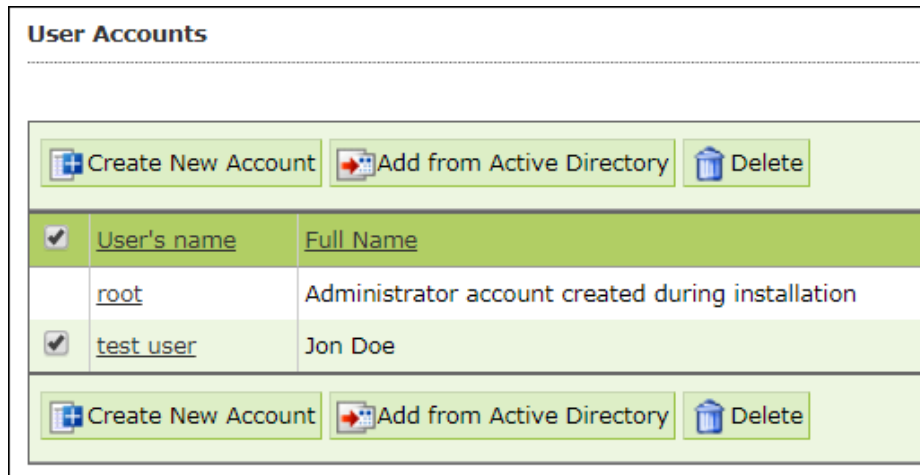 User Accounts
Create New Account Add from Active Directory Delete
User's name Full Name
root Administrator account created during installation
test user Jon Doe
Create New Account Add from Active Directory Delete